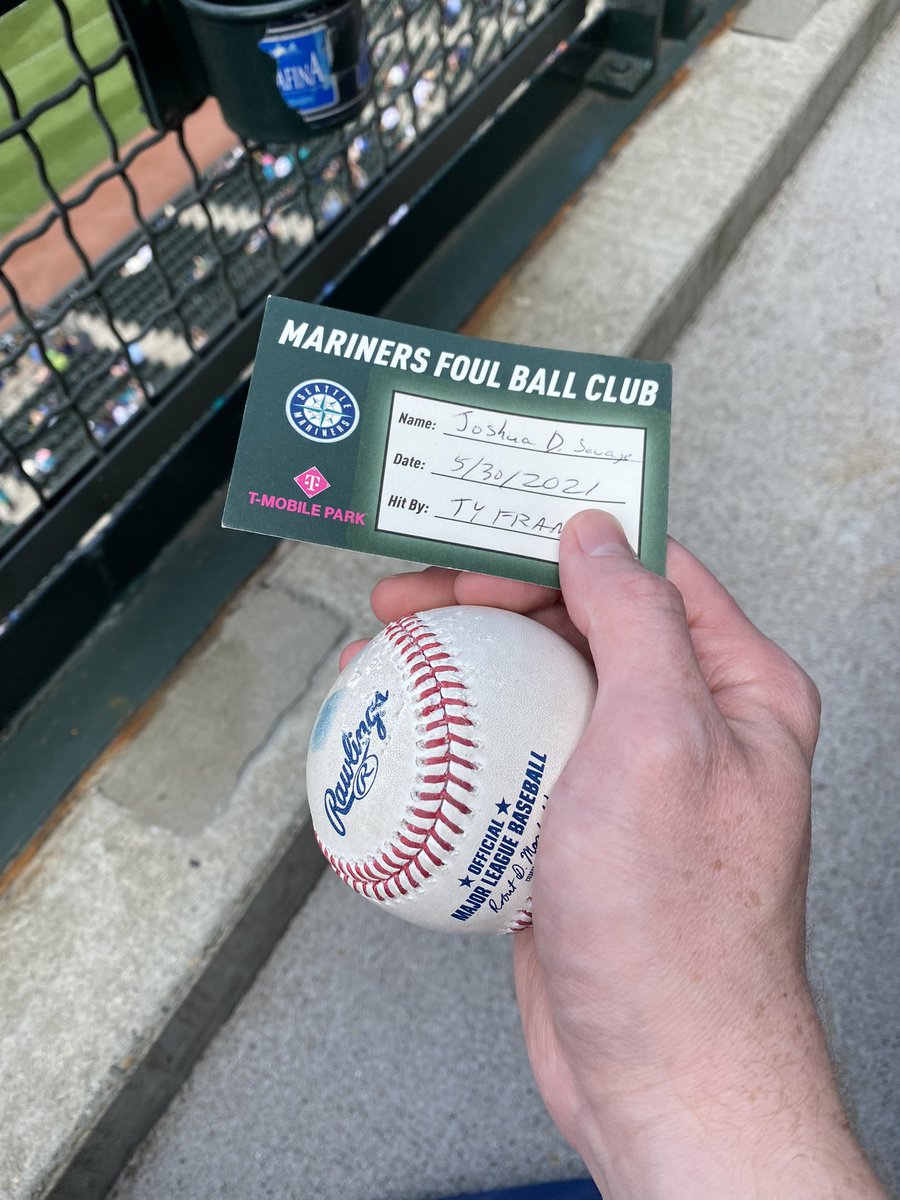 AFINA
MARINERS FOUL BALL CLUB
SEATTLE
MARINERS
Name: Joshua D. Savage
Date: 5/30/2021
Hit By: TY FRAN
T
T-MOBILE PARK
Rawlings
R
OFFICIAL
MAJOR LEAGUE BASEBALL